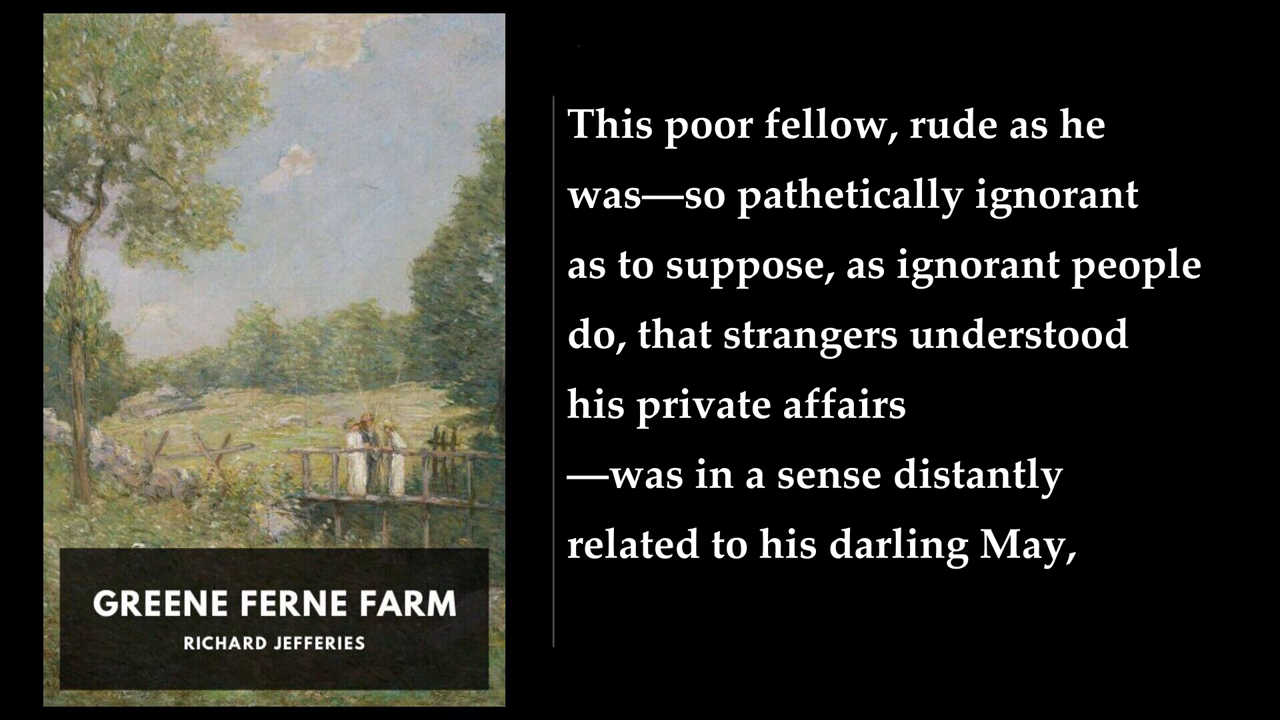 GREENE FERNE FARM
RICHARD JEFFERIES
This poor fellow, rude as he
was—so pathetically ignorant
as to suppose, as ignorant people
do, that strangers understood
his private affairs
—was in a sense distantly
related to his darling May,